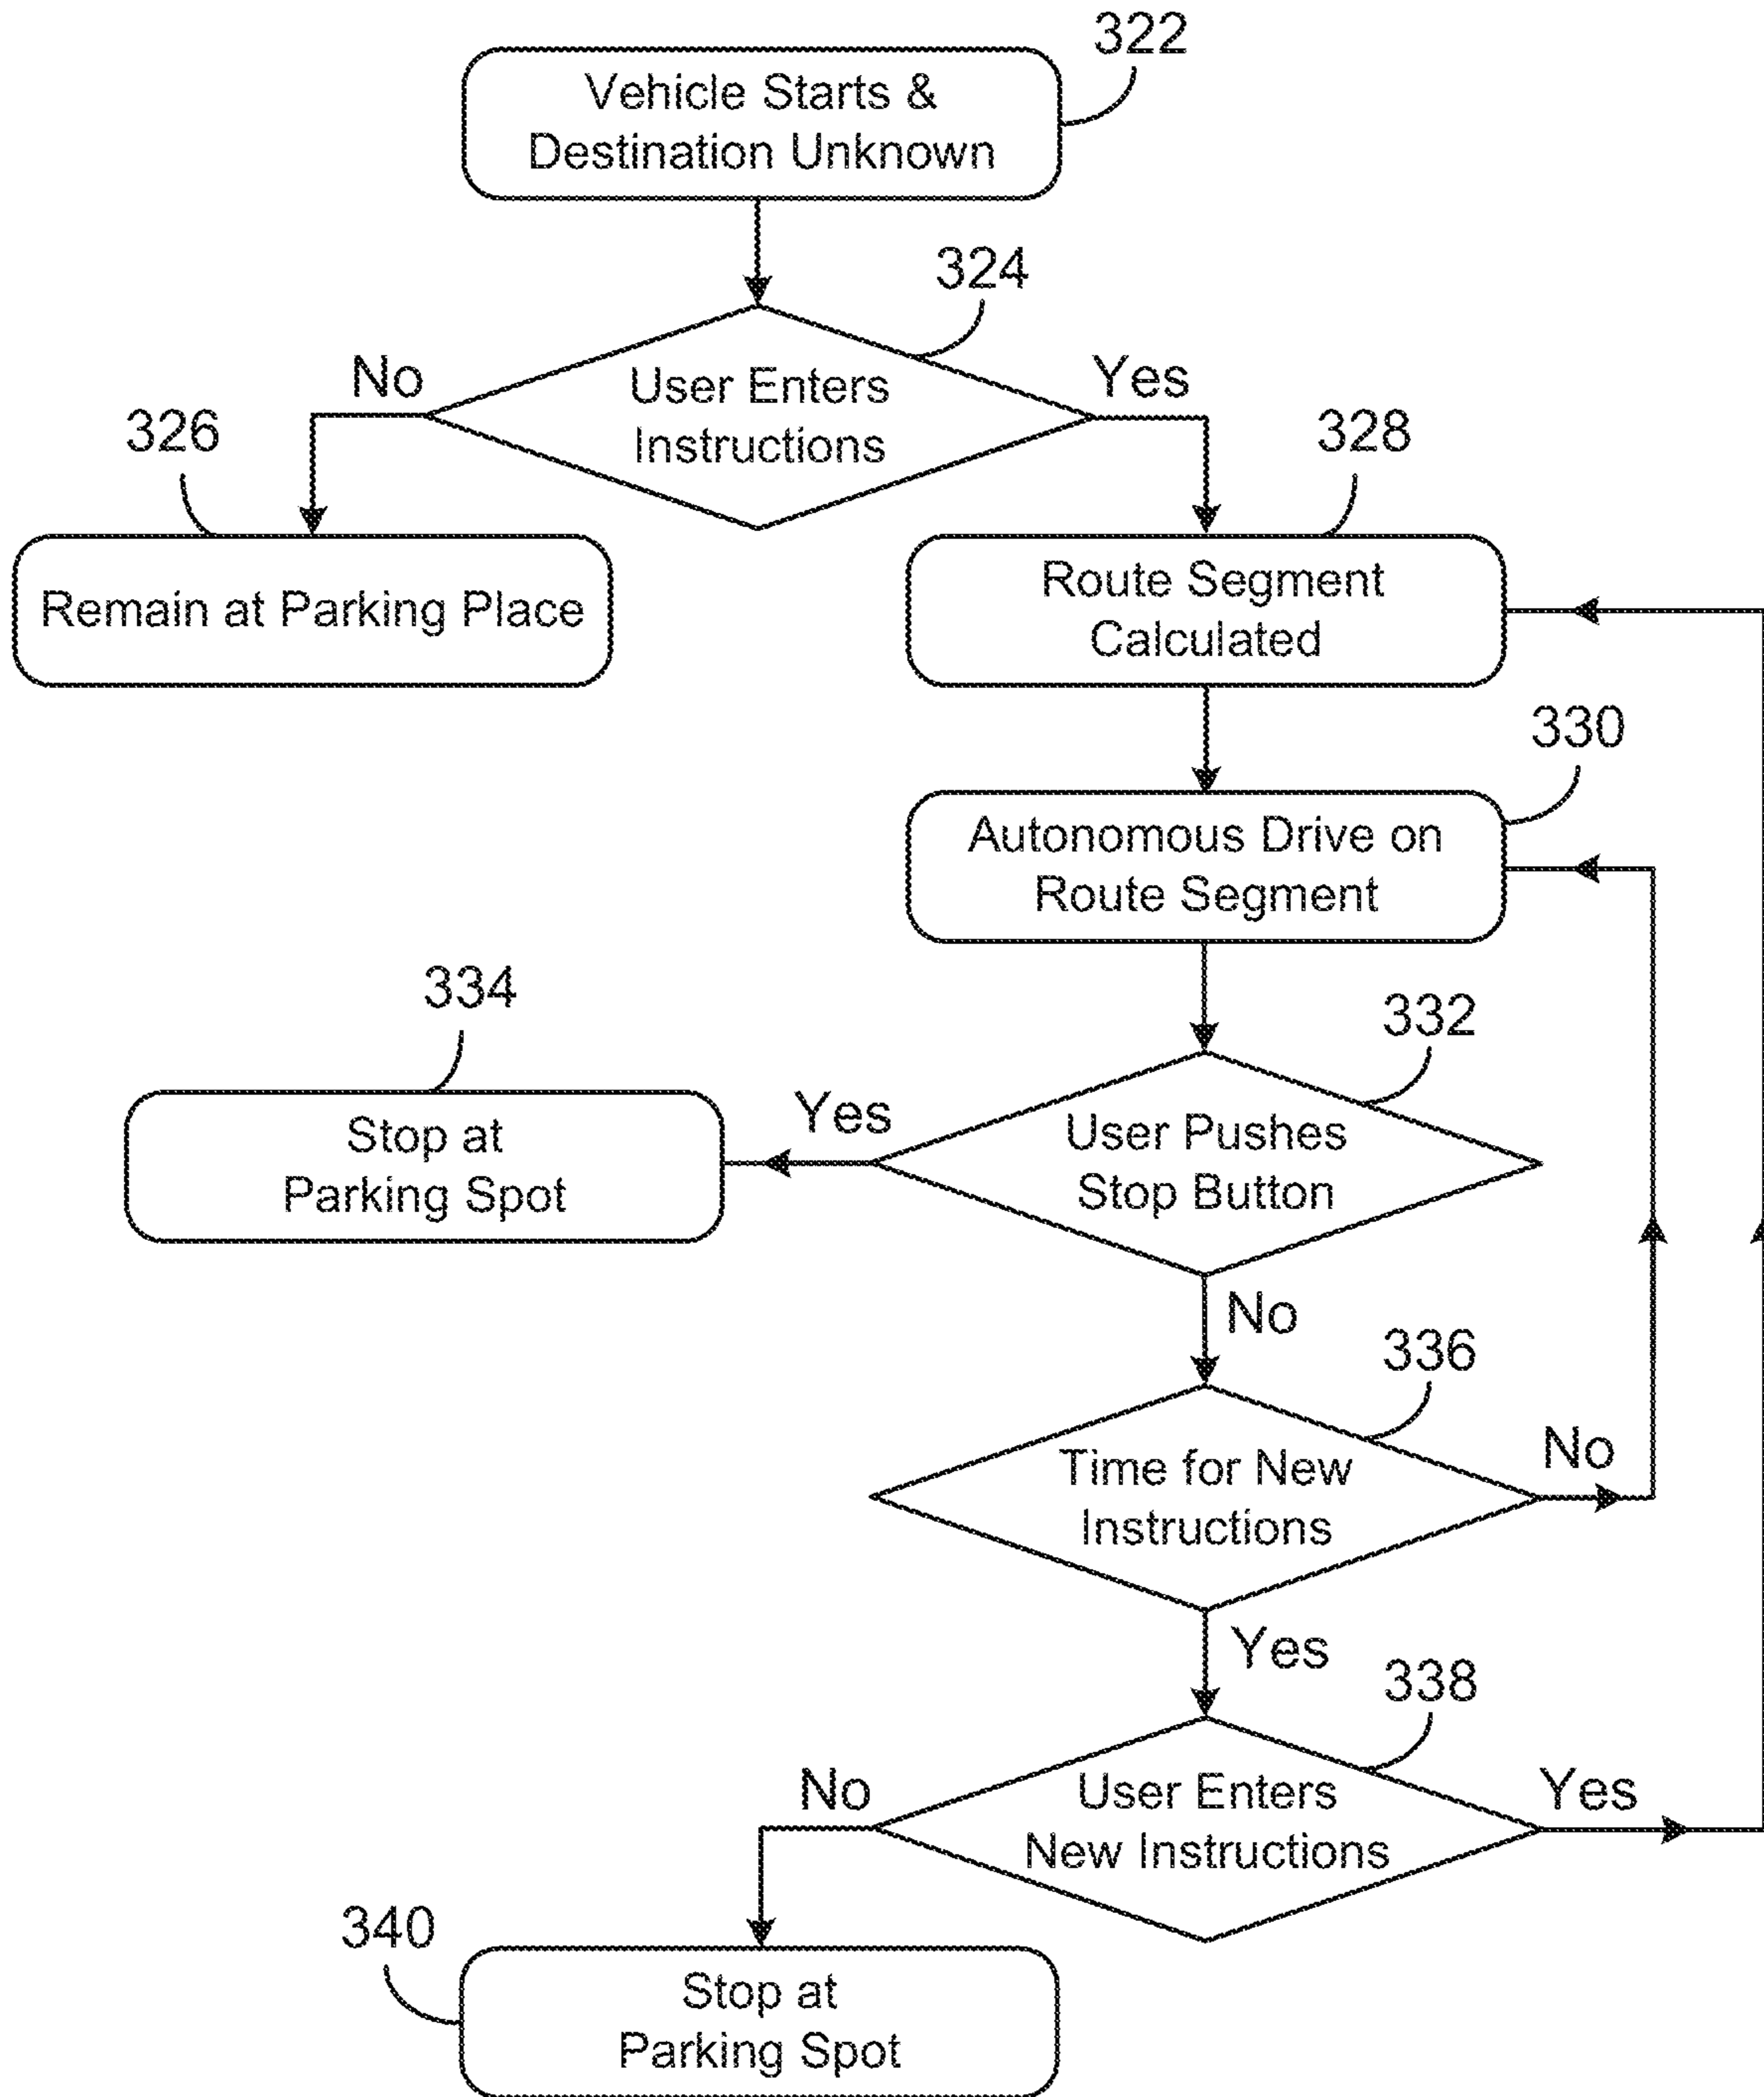 322
Vehicle Starts &
Destination Unknown
324
No
User Enters
Instructions
Yes
326
328
Remain at Parking Place
Route Segment
Calculated
330
Autonomous Drive on
Route Segment
334
332
Stop at
Parking Spot
Yes
User Pushes
Stop Button
No
336
Time for New
Instructions
No
Yes
338
No
User Enters
New Instructions
Yes
340
Stop at
Parking Spot